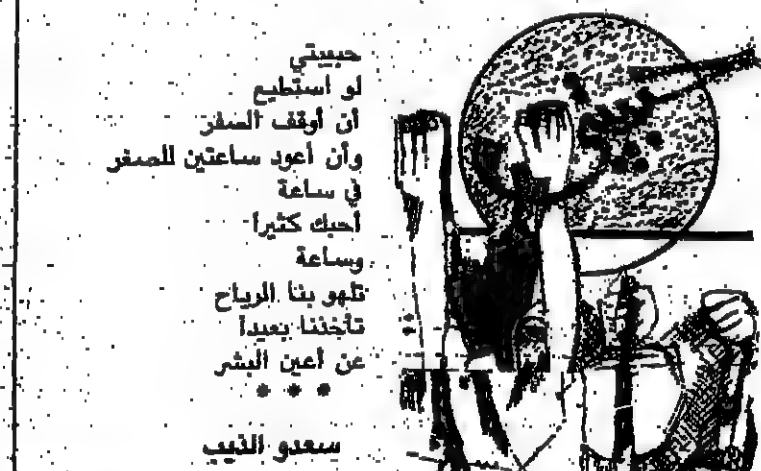 حبيبتي
لو استطيع
أن أوقف الصفر
وأن أعود ساعتين للصفر
في ساعة
أحبك كثيرا
وساعة
تلهو بنا الرياح
تأخذنا بعيداً
عن أعين البشر
* * *
سعدو الذيب